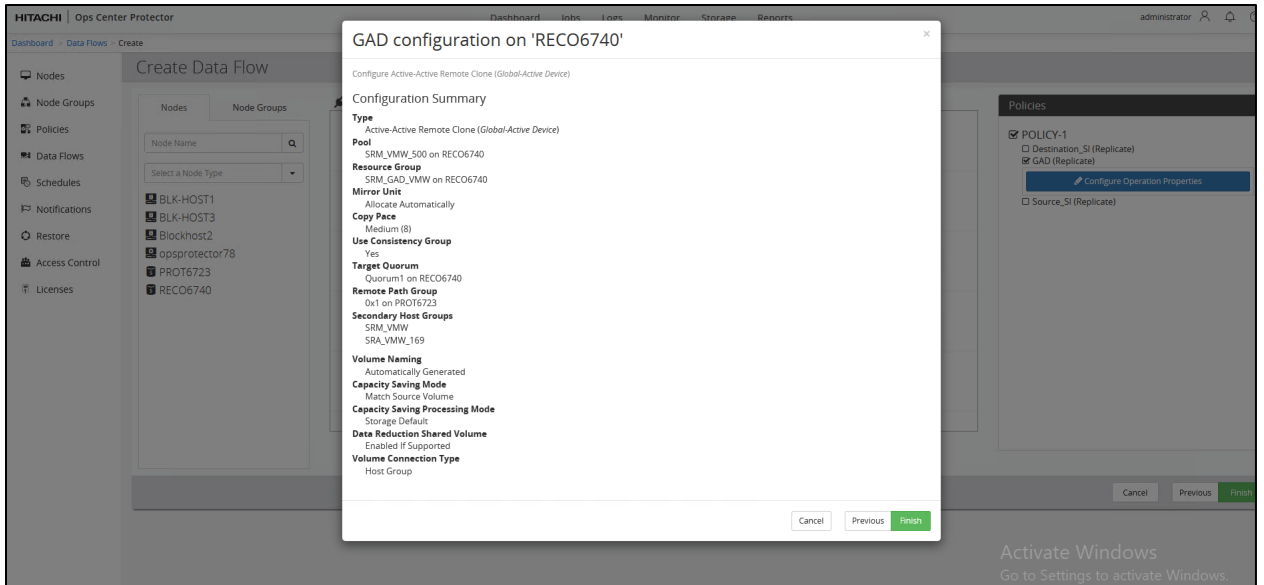 HITACHI Ops Center Protector
Dashboard Jobs Logs Monitor Storage Reports
administrator
Dashboard > Data Flows > Create
Nodes
Node Groups
Policies
Data Flows
Schedules
Notifications
Restore
Access Control
Licenses
Create Data Flow
Nodes Node Groups
Node Name
Select a Node Type
BLK-HOST1
BLK-HOST3
Blockhost2
opsprotector78
PROT6723
RECO6740
GAD configuration on 'RECO6740'
×
Configure Active-Active Remote Clone (Global-Active Device)
Configuration Summary
Type
Active-Active Remote Clone (Global-Active Device)
Pool
SRM_VMW_500 on RECO6740
Resource Group
SRM_GAD_VMW on RECO6740
Mirror Unit
Allocate Automatically
Copy Pace
Medium (8)
Use Consistency Group
Yes
Target Quorum
Quorum1 on RECO6740
Remote Path Group
0x1 on PROT6723
Secondary Host Groups
SRM_VMW
SRA_VMW_169
Volume Naming
Automatically Generated
Capacity Saving Mode
Match Source Volume
Capacity Saving Processing Mode
Storage Default
Data Reduction Shared Volume
Enabled If Supported
Volume Connection Type
Host Group
Cancel Previous Finish
Policies
POLICY-1
Destination_SI (Replicate)
GAD (Replicate)
Configure Operation Properties
Source_SI (Replicate)
Cancel Previous Finish
Activate Windows
Go to Settings to activate Windows.